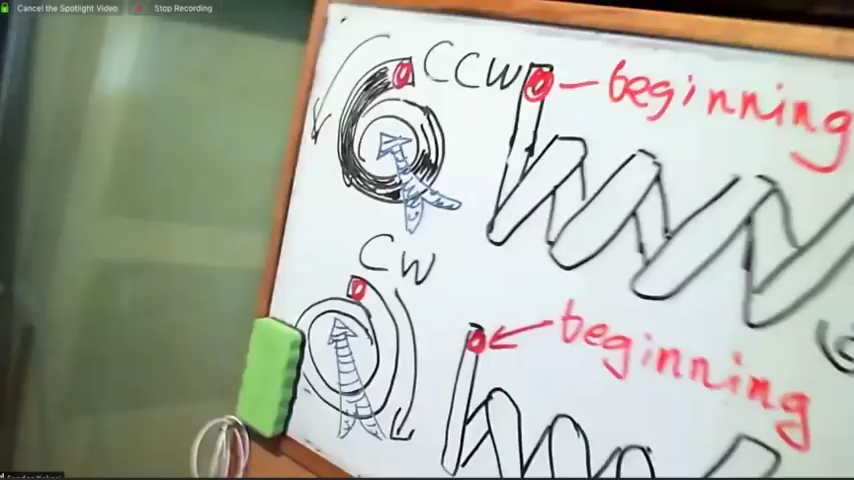 Cancel the Spotlight Video
Stop Recording
CCW
beginning
CW
beginning